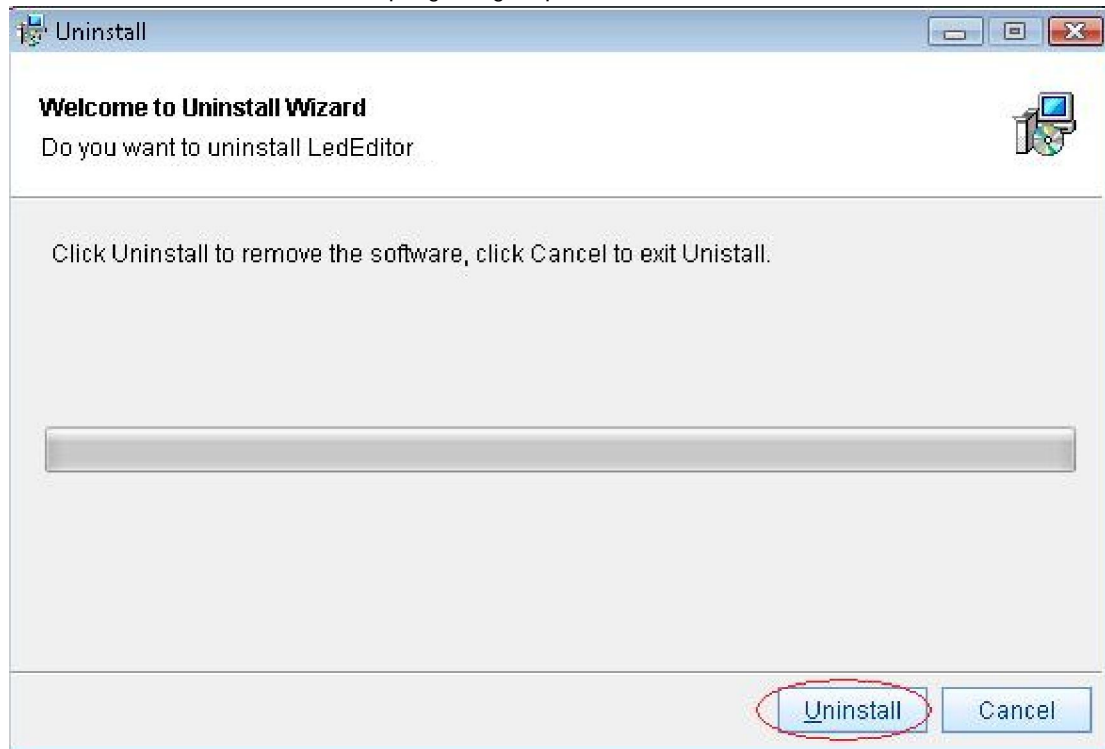 Uninstall
Welcome to Uninstall Wizard
Do you want to uninstall LedEditor
Click Uninstall to remove the software, click Cancel to exit Unistall.
Uninstall
Cancel